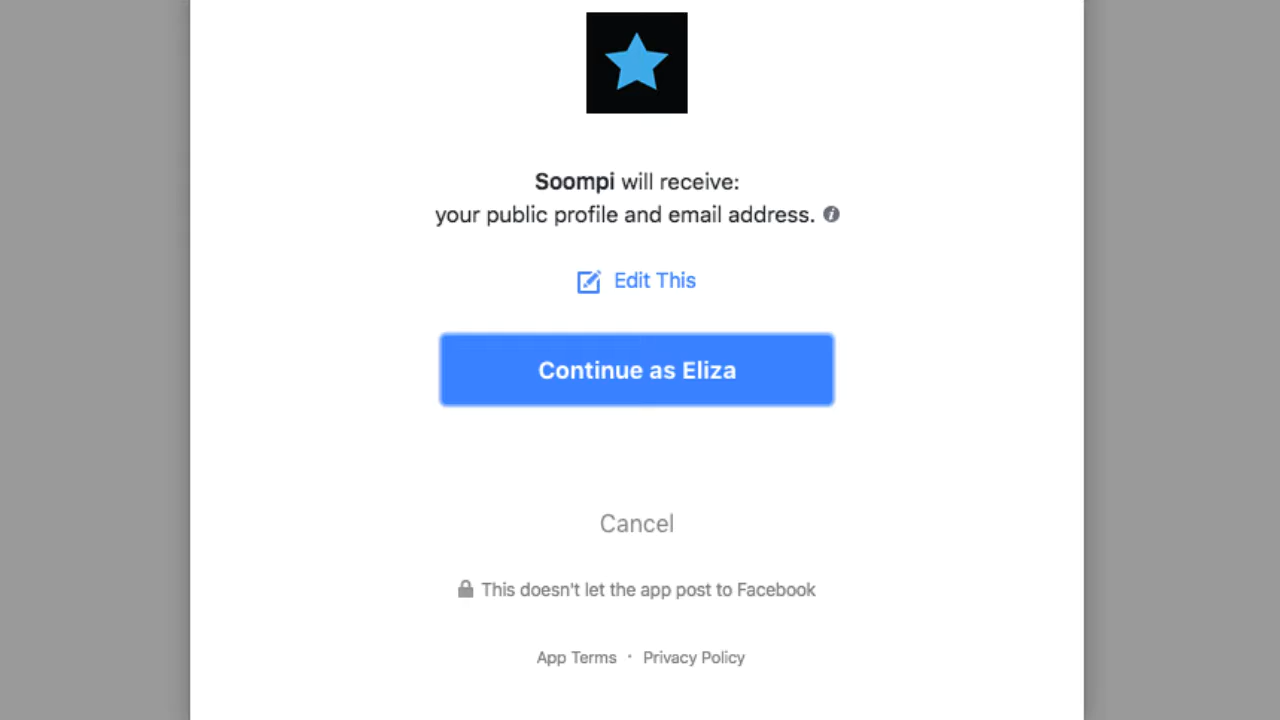 Soompi will receive:
your public profile and email address.
Edit This
Continue as Eliza
Cancel
This doesn't let the app post to Facebook
App Terms · Privacy Policy